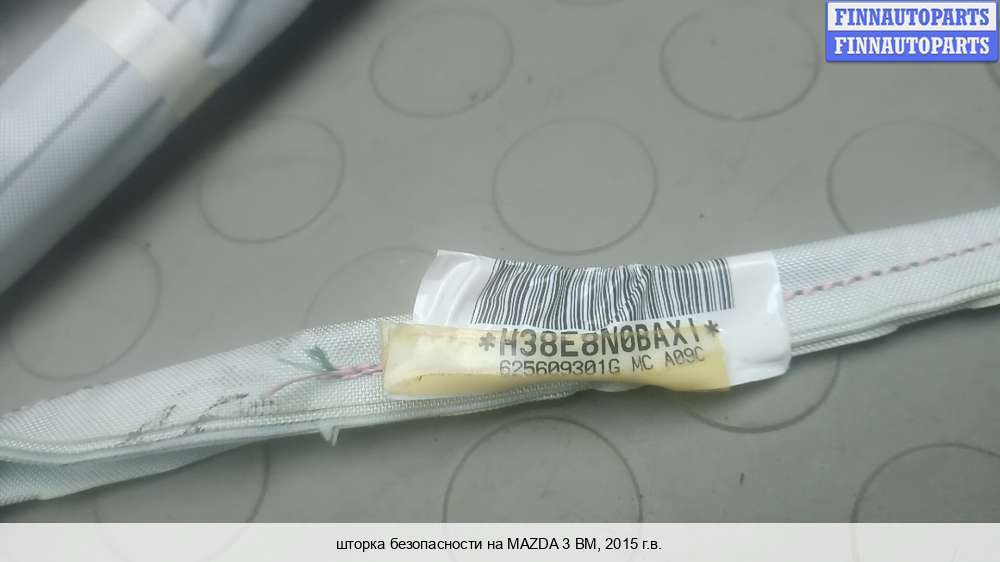 FINNAUTOPARTS
FINNAUTOPARTS
*H38E8N0BAX!*
625609301G MC A09C
шторка безопасности на MAZDA 3 BM, 2015 г.в.